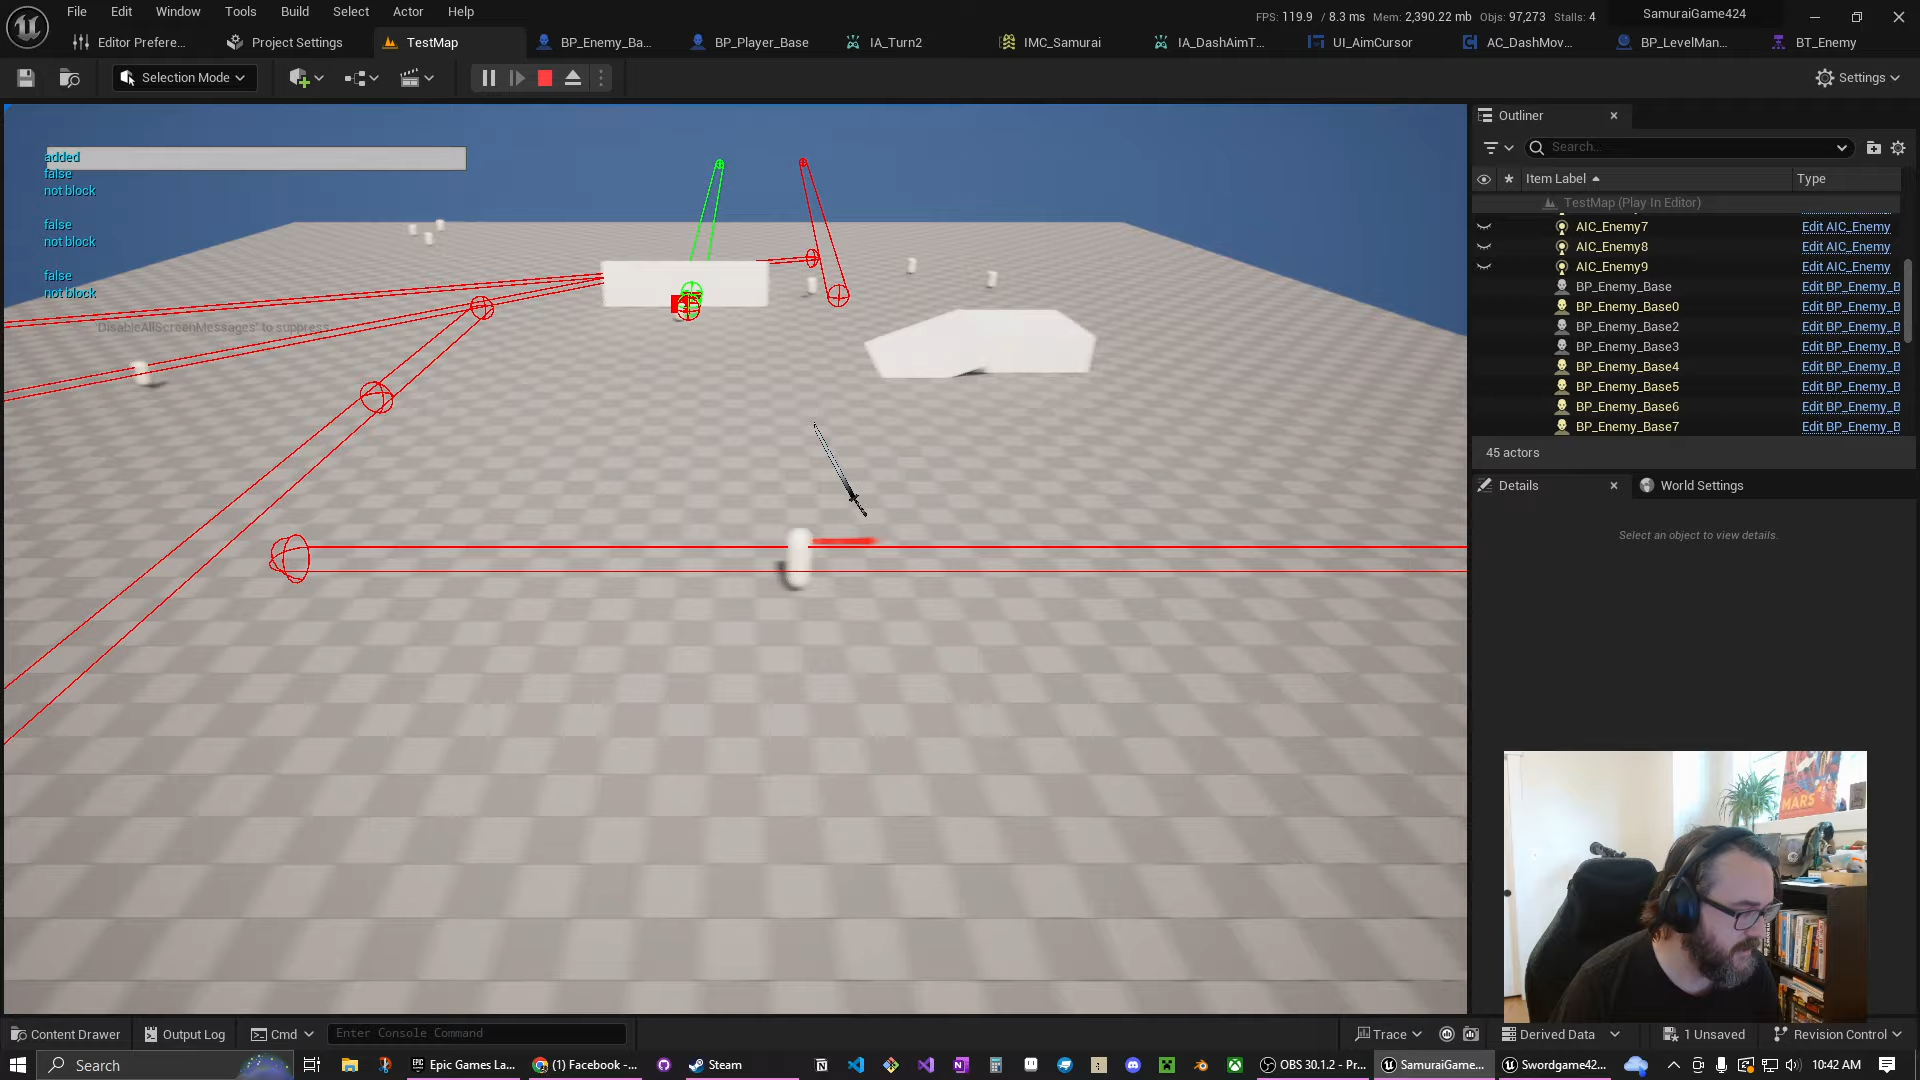 File Edit Window Tools Build Select Actor Help
FPS: 119.9 / 8.3 ms Mem: 2,390.22 mb Objs: 97,273 Stalls: 4
SamuraiGame424
Editor Prefere...
Project Settings
TestMap
BP_Enemy_Ba...
BP_Player_Base
IA_Turn2
IMC_Samurai
IA_DashAimT...
UI_AimCursor
AC_DashMov...
BP_LevelMan...
BT_Enemy
Selection Mode
Settings
added
false
not block
false
not block
false
not block
'DisableAllScreenMessages' to suppress
Outliner
Search...
Item Label
Type
TestMap (Play In Editor)
AIC_Enemy7 Edit AIC_Enemy
AIC_Enemy8 Edit AIC_Enemy
AIC_Enemy9 Edit AIC_Enemy
BP_Enemy_Base Edit BP_Enemy_B
BP_Enemy_Base0 Edit BP_Enemy_B
BP_Enemy_Base2 Edit BP_Enemy_B
BP_Enemy_Base3 Edit BP_Enemy_B
BP_Enemy_Base4 Edit BP_Enemy_B
BP_Enemy_Base5 Edit BP_Enemy_B
BP_Enemy_Base6 Edit BP_Enemy_B
BP_Enemy_Base7 Edit BP_Enemy_B
45 actors
Details
World Settings
Select an object to view details.
MARS
Content Drawer
Output Log
Cmd
Enter Console Command
Trace
Derived Data
1 Unsaved
Revision Control
Search
Epic Games La...
(1) Facebook -...
Steam
OBS 30.1.2 - Pr...
SamuraiGame...
Swordgame42...
10:42 AM